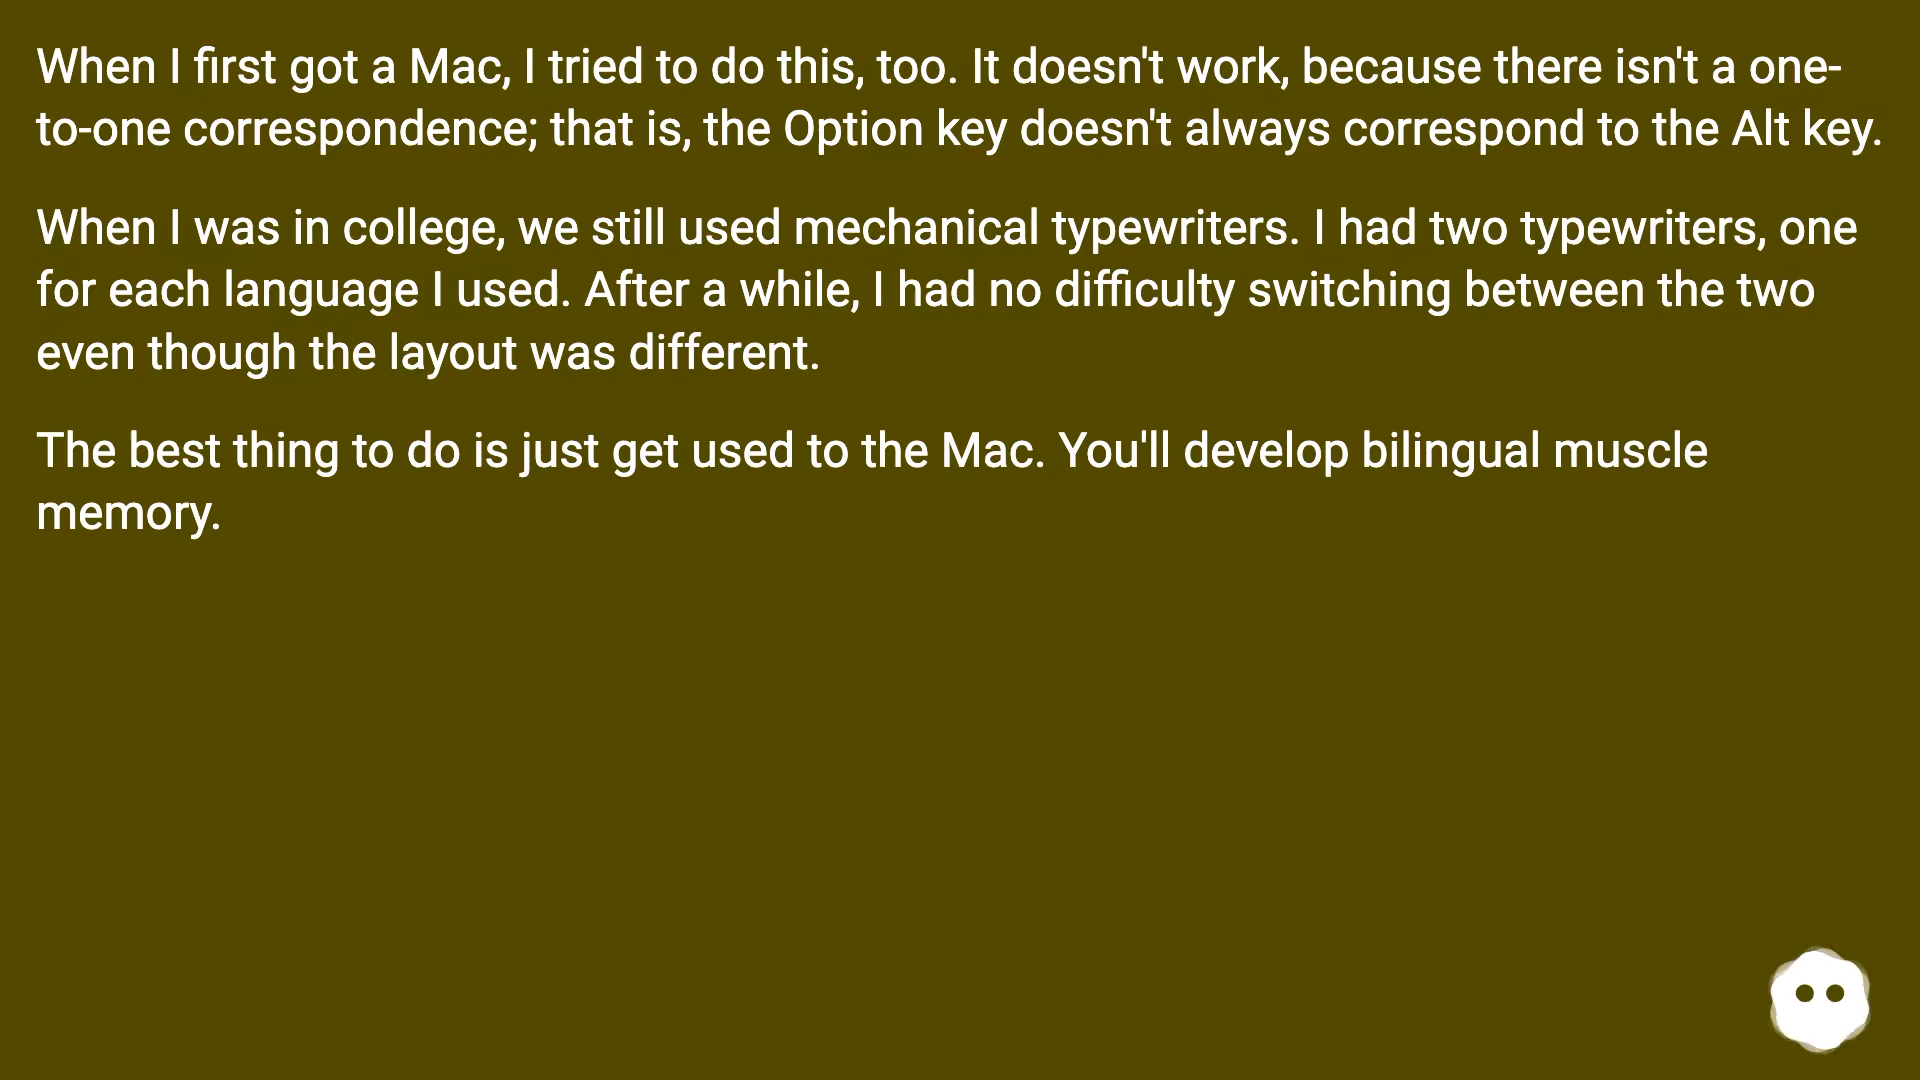 When I first got a Mac, I tried to do this, too. It doesn't work, because there isn't a one-
to-one correspondence; that is, the Option key doesn't always correspond to the Alt key.
When I was in college, we still used mechanical typewriters. I had two typewriters, one
for each language I used. After a while, I had no difficulty switching between the two
even though the layout was different.
The best thing to do is just get used to the Mac. You'll develop bilingual muscle
memory.